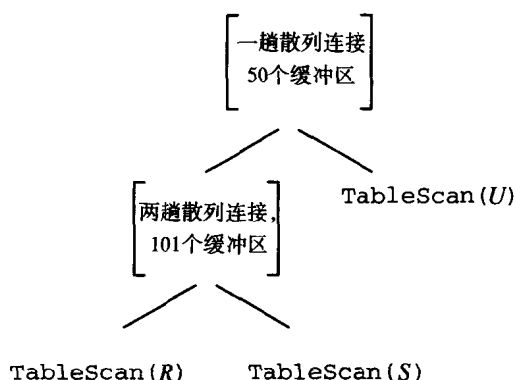 一趟散列连接
50个缓冲区
TableScan(U)
两趟散列连接,
101个缓冲区
TableScan(R)
TableScan(S)